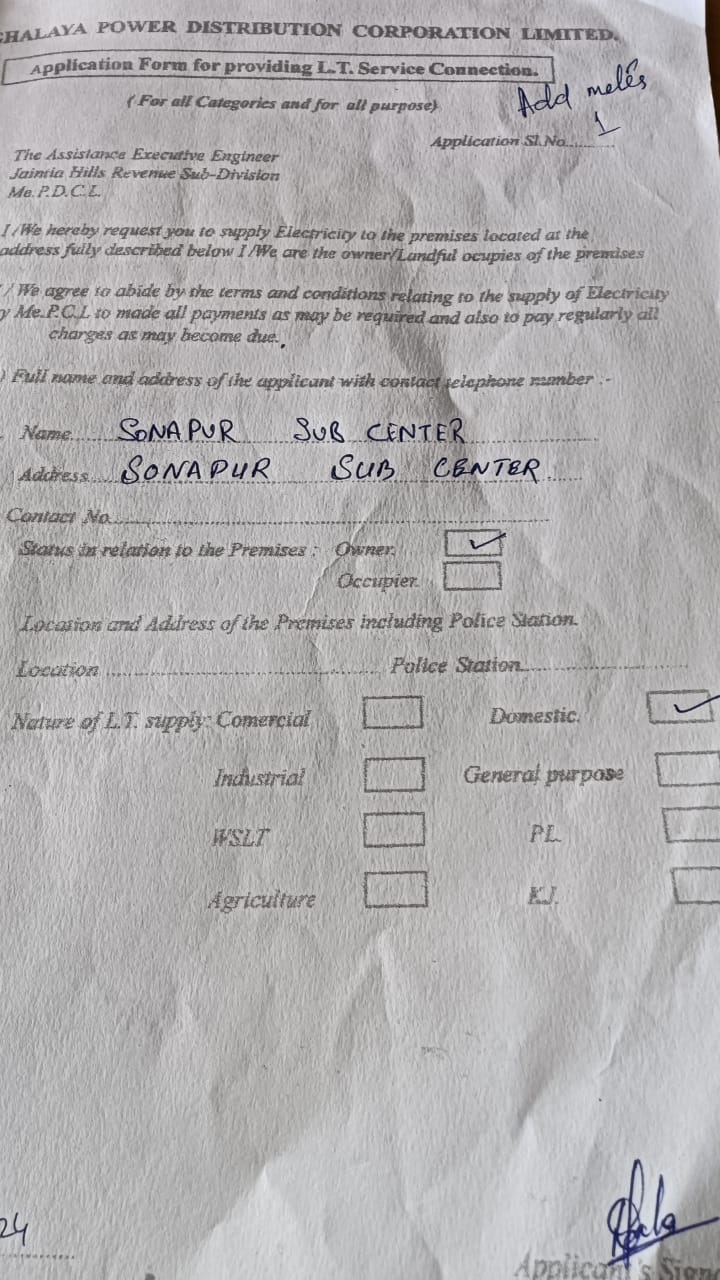 GHALAYA POWER DISTRIBUTION CORPORATION LIMITED.
Application Form for providing L.T. Service Connection.
(For all Categories and for all purpose)
Add
1
Application Sl.No.......
The Assistance Executive Engineer
Jaintia Hills Revenue Sub-Division
Me. P.D.C.L.
I/We hereby request you to supply Electricity to the premises located at the
address fully described below I/We are the owner/Landful ocupies of the premises
/ We agree to abide by the terms and conditions relating to the supply of Electricity
y Me.P.C.L to made all payments as may be required and also to pay regularly all
charges as may become due.
) Full name and address of the applicant with contact telephone number :-
Name...... SONAPUR SUB CENTER
Address..... SONAPUR SUB CENTER
Contact No.....
Status in relation to the Premises : Owner. ✓
Occupier.
Location and Address of the Premises including Police Station.
Location ..... Police Station.....
Nature of L.T. supply: Comercial Domestic. ✓
Industrial General purpose
WSLT PL
Agriculture KJ.
24
Applicant's Sign